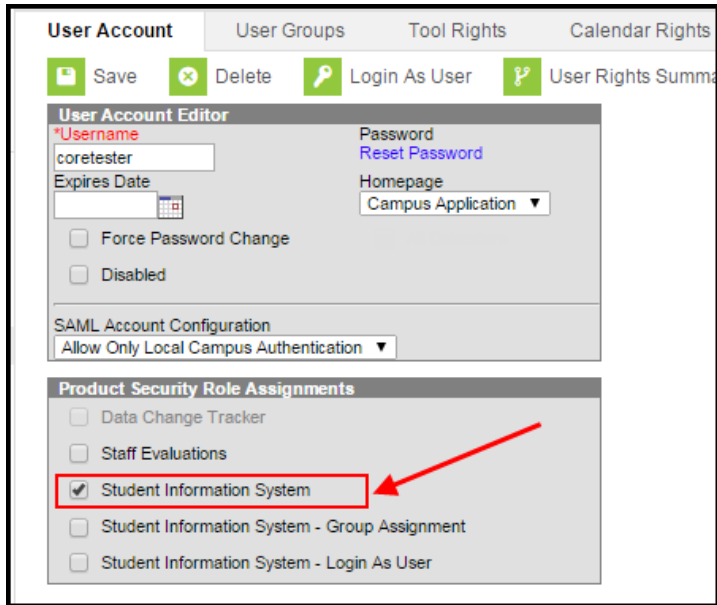 User Account User Groups Tool Rights Calendar Rights
Save Delete Login As User User Rights Summa
User Account Editor
*Username Password
coretester Reset Password
Expires Date Homepage
Campus Application
Force Password Change
Disabled
SAML Account Configuration
Allow Only Local Campus Authentication
Product Security Role Assignments
Data Change Tracker
Staff Evaluations
Student Information System
Student Information System - Group Assignment
Student Information System - Login As User